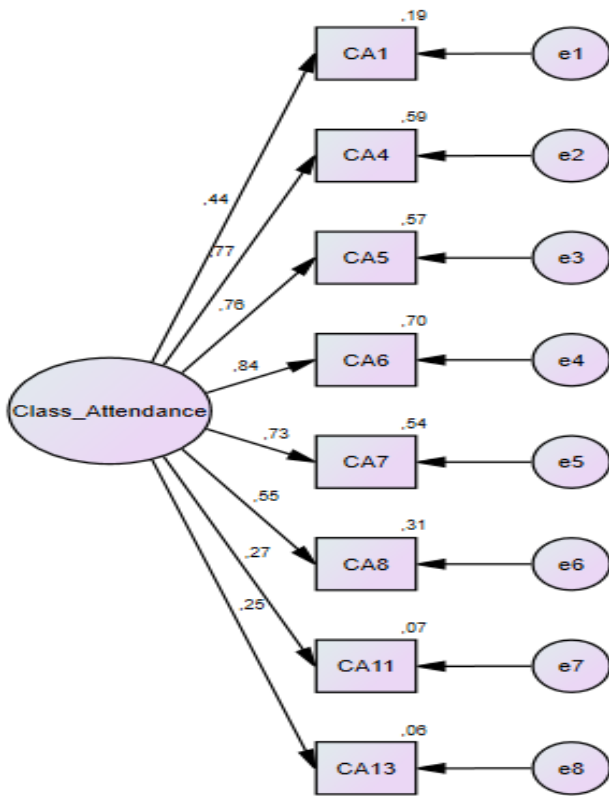 ,19
CA1
e1
,59
CA4
e2
,44
,77
,57
CA5
e3
,76
,70
CA6
e4
,84
Class_Attendance
,54
CA7
e5
,73
,55
,31
CA8
e6
,27
,25
,07
CA11
e7
,06
CA13
e8